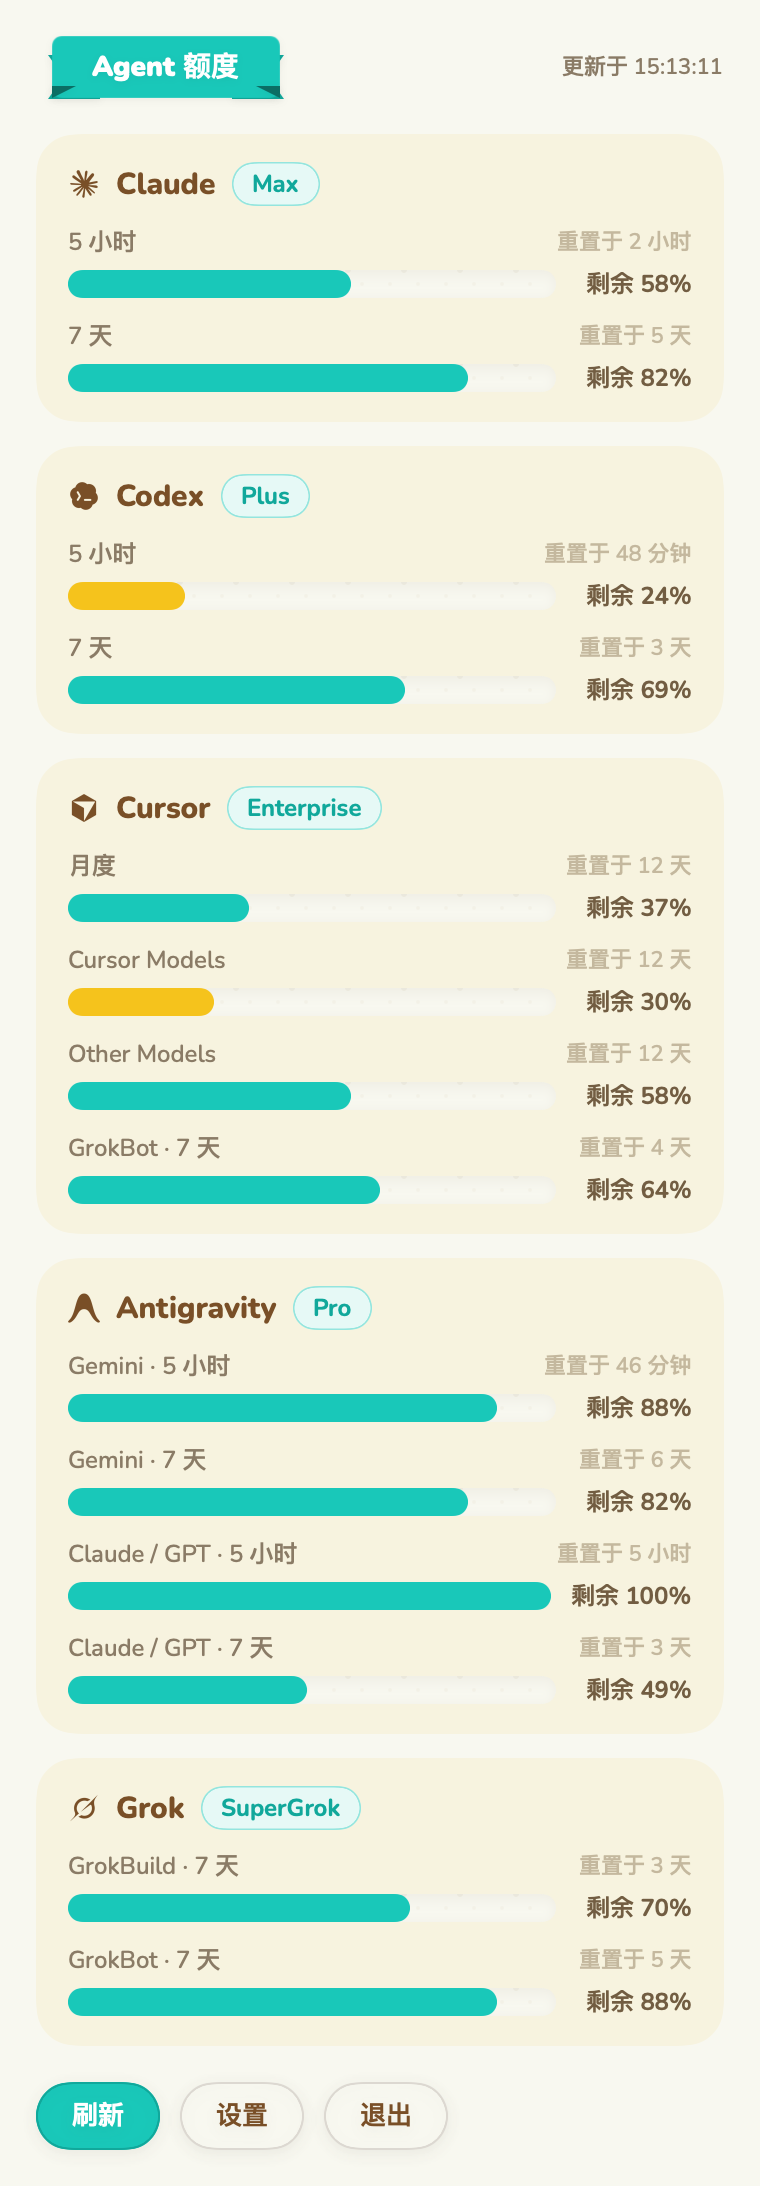 Agent 额度
更新于 15:13:11
Claude Max
5 小时 重置于 2 小时
剩余 58%
7 天 重置于 5 天
剩余 82%
Codex Plus
5 小时 重置于 48 分钟
剩余 24%
7 天 重置于 3 天
剩余 69%
Cursor Enterprise
月度 重置于 12 天
剩余 37%
Cursor Models 重置于 12 天
剩余 30%
Other Models 重置于 12 天
剩余 58%
GrokBot · 7 天 重置于 4 天
剩余 64%
Antigravity Pro
Gemini · 5 小时 重置于 46 分钟
剩余 88%
Gemini · 7 天 重置于 6 天
剩余 82%
Claude / GPT · 5 小时 重置于 5 小时
剩余 100%
Claude / GPT · 7 天 重置于 3 天
剩余 49%
Grok SuperGrok
GrokBuild · 7 天 重置于 3 天
剩余 70%
GrokBot · 7 天 重置于 5 天
剩余 88%
刷新 设置 退出